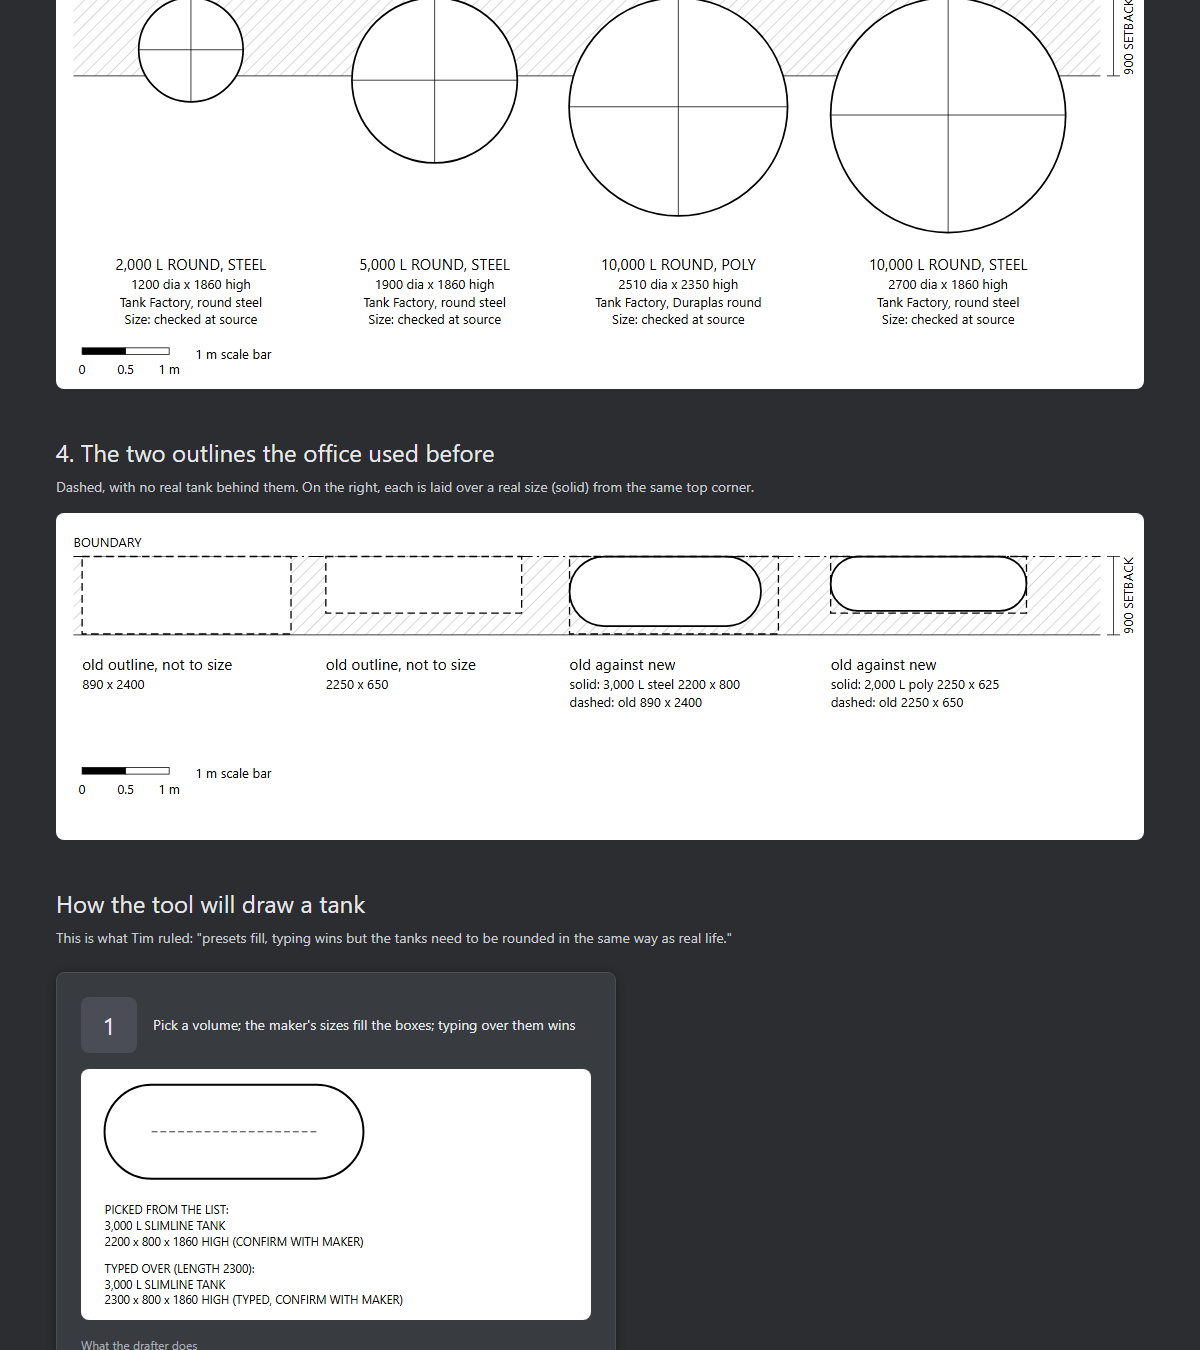 900 SETBACK
2,000 L ROUND, STEEL
1200 dia x 1860 high
Tank Factory, round steel
Size: checked at source
5,000 L ROUND, STEEL
1900 dia x 1860 high
Tank Factory, round steel
Size: checked at source
10,000 L ROUND, POLY
2510 dia x 2350 high
Tank Factory, Duraplas round
Size: checked at source
10,000 L ROUND, STEEL
2700 dia x 1860 high
Tank Factory, round steel
Size: checked at source
1 m scale bar
0 0.5 1 m
4. The two outlines the office used before
Dashed, with no real tank behind them. On the right, each is laid over a real size (solid) from the same top corner.
BOUNDARY
900 SETBACK
old outline, not to size
890 x 2400
old outline, not to size
2250 x 650
old against new
solid: 3,000 L steel 2200 x 800
dashed: old 890 x 2400
old against new
solid: 2,000 L poly 2250 x 625
dashed: old 2250 x 650
1 m scale bar
0 0.5 1 m
How the tool will draw a tank
This is what Tim ruled: "presets fill, typing wins but the tanks need to be rounded in the same way as real life."
1
Pick a volume; the maker's sizes fill the boxes; typing over them wins
PICKED FROM THE LIST:
3,000 L SLIMLINE TANK
2200 x 800 x 1860 HIGH (CONFIRM WITH MAKER)
TYPED OVER (LENGTH 2300):
3,000 L SLIMLINE TANK
2300 x 800 x 1860 HIGH (TYPED, CONFIRM WITH MAKER)
What the drafter does